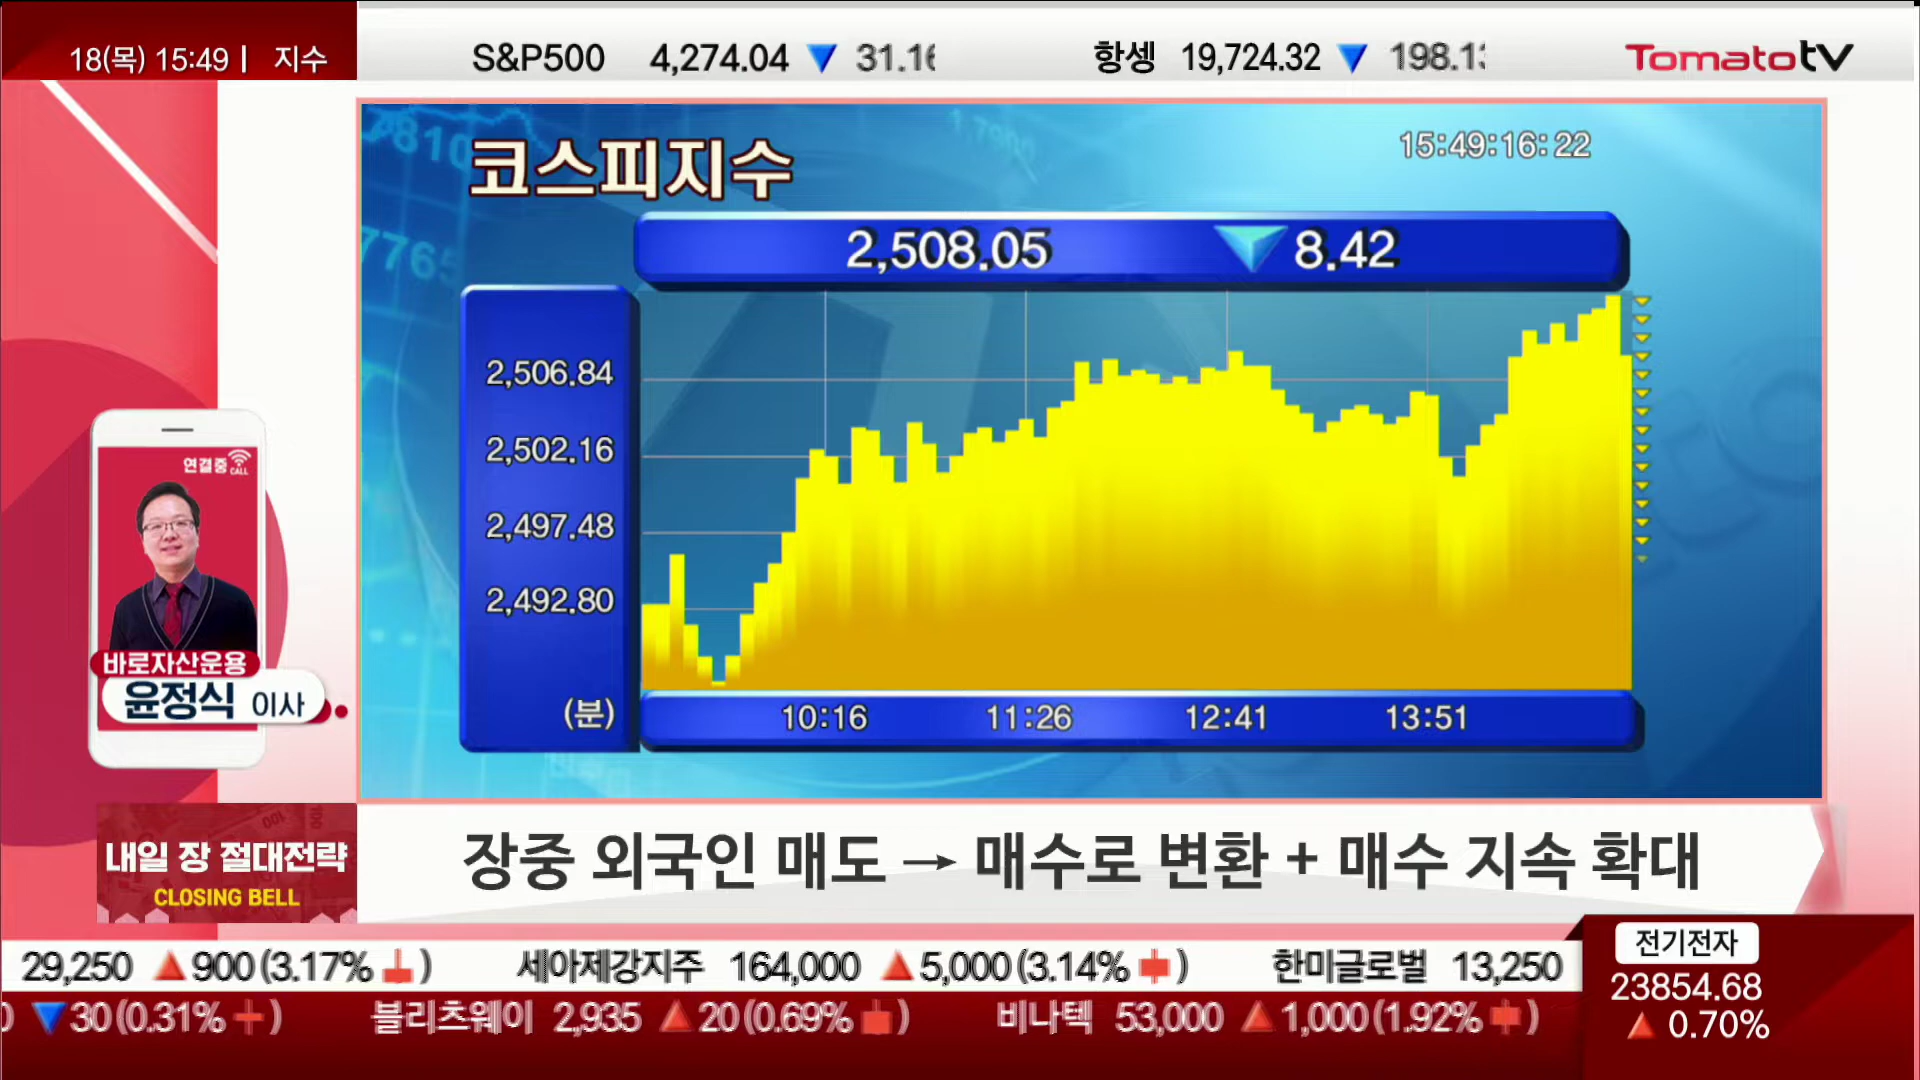 18(목) 15:49 | 지수
S&P500 4,274.04 ▼ 31.16
항셍 19,724.32 ▼ 198.13
Tomatotv
코스피지수
15:49:16:22
2,508.05 ▼ 8.42
2,506.84
2,502.16
2,497.48
2,492.80
(분)
10:16 11:26 12:41 13:51
연결중
CALL
바로자산운용
윤정식 이사
내일 장 절대전략
CLOSING BELL
장중 외국인 매도 → 매수로 변환 + 매수 지속 확대
29,250 ▲900(3.17%) 세아제강지주 164,000 ▲5,000(3.14%) 한미글로벌 13,250
0 ▼30(0.31%) 블리츠웨이 2,935 ▲20(0.69%) 비나텍 53,000 ▲1,000(1.92%)
전기전자
23854.68
▲ 0.70%